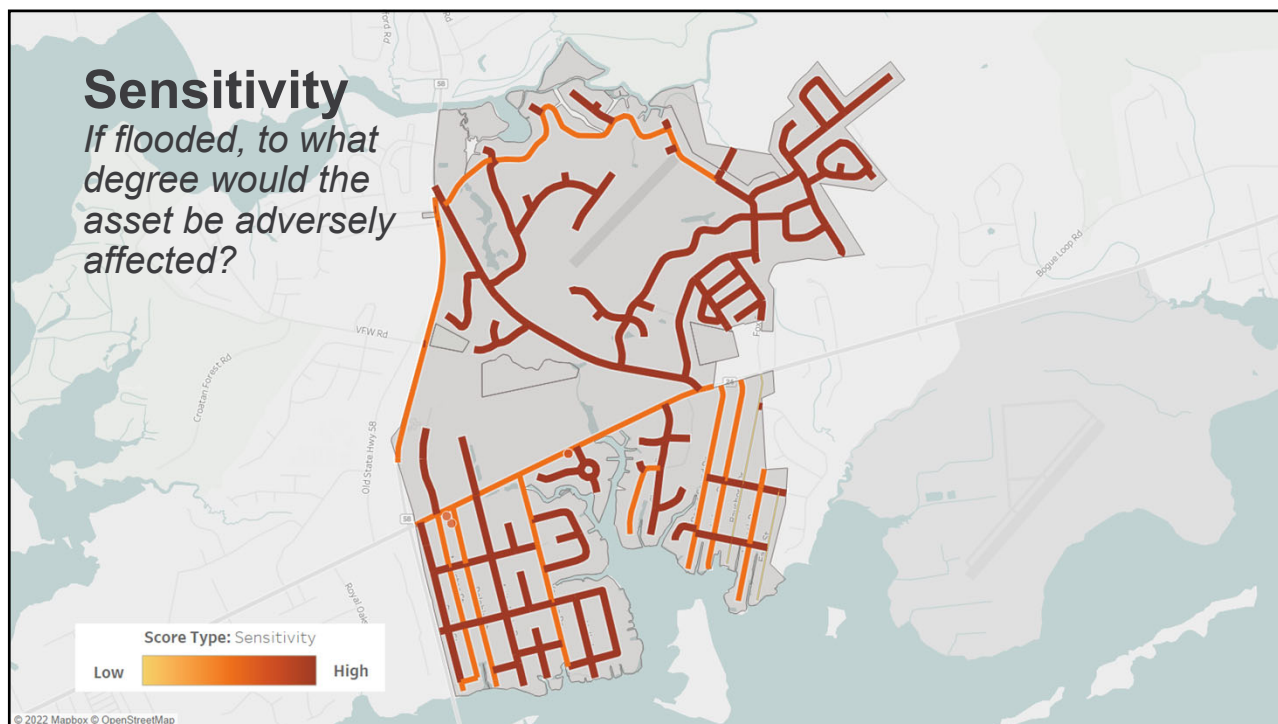 Sensitivity
If flooded, to what
degree would the
asset be adversely
affected?
58
VFW Rd
Croatan Forest Rd
Old State Hwy 58
Bogue Loop Rd
24
58
Royal Oaks
Score Type: Sensitivity
Low
High
© 2022 Mapbox © OpenStreetMap